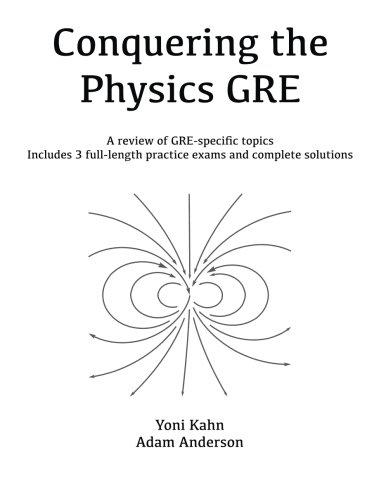 Conquering the
Physics GRE
A review of GRE-specific topics
Includes 3 full-length practice exams and complete solutions
Yoni Kahn
Adam Anderson